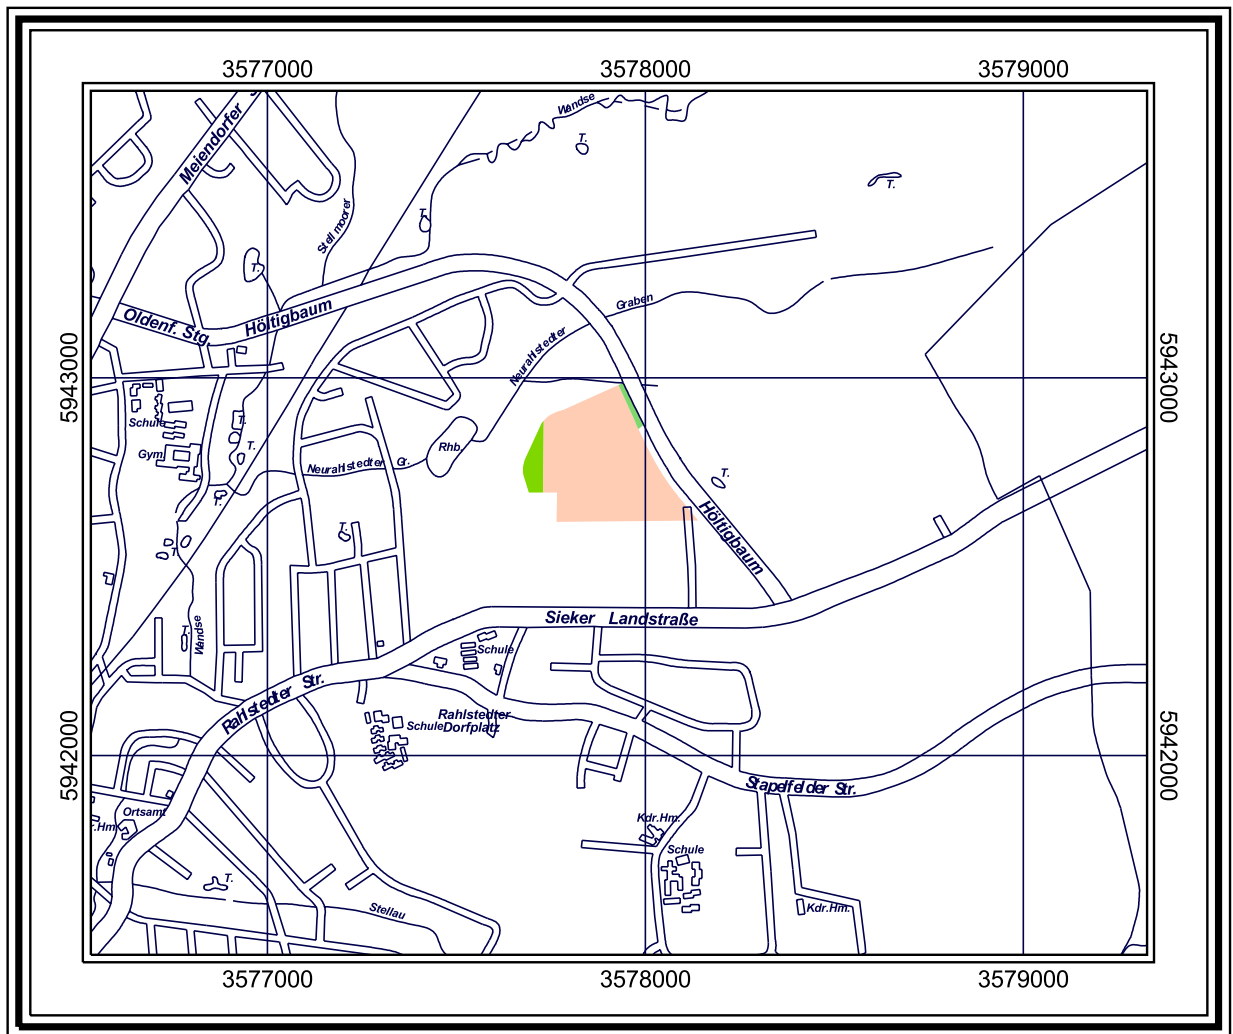 3577000 3578000 3579000
Wandse
Meiendorfer
T.
T.
T.
Stellmoorer
T.
Graben
Oldenf. Stg.
Höltigbaum
Neurahlstedter
5943000
5943000
Schule
T.
Gym.
T.
Rhb.
Neurahlstedter Gr.
T.
T.
T.
T.
Höltigbaum
Sieker Landstraße
T.
Wandse
Schule
Rahlstedter Str.
Rahlstedter
Schule Dorfplatz
5942000
5942000
Stapelfelder Str.
Ortsamt
r.Hm
Kdr.Hm.
Schule
T.
Stellau
Kdr.Hm.
3577000 3578000 3579000